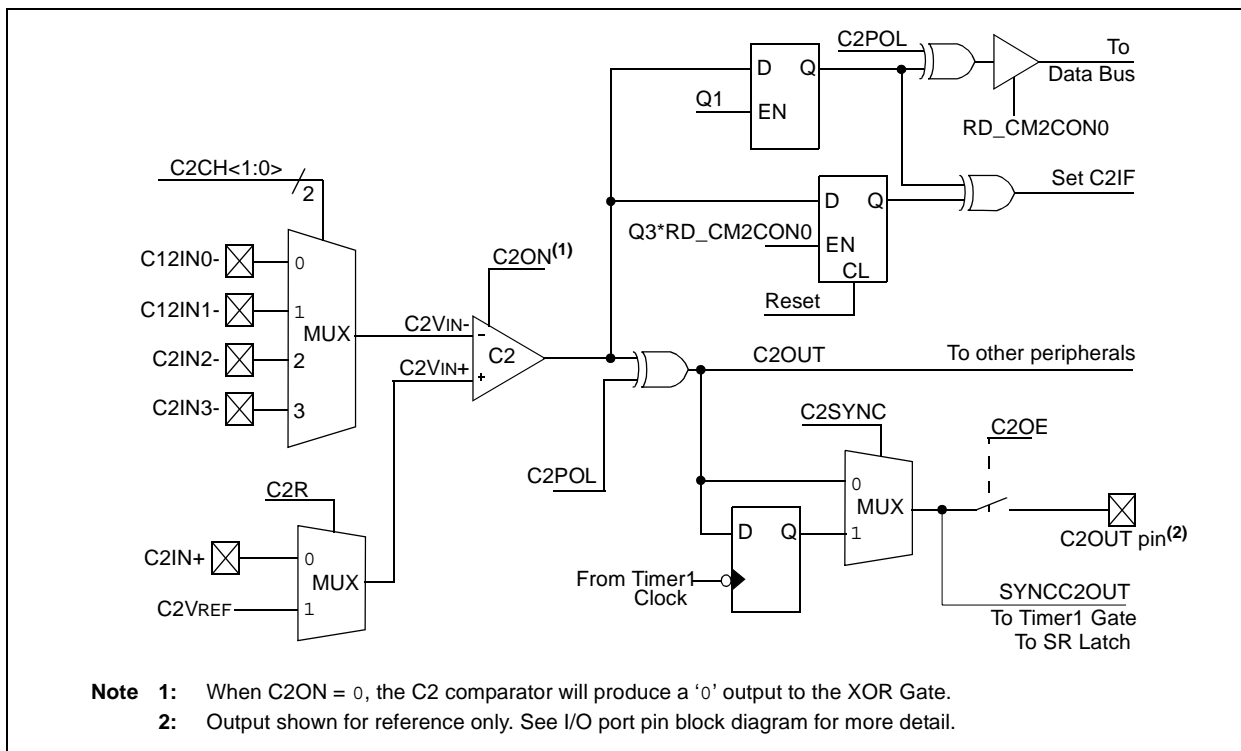 C2POL
To
Data Bus
D Q
Q1
EN
RD_CM2CON0
C2CH<1:0>
2
Set C2IF
D Q
Q3*RD_CM2CON0
EN
CL
Reset
C12IN0-
C12IN1-
C2IN2-
C2IN3-
0
1
2
3
MUX
C2ON(1)
C2VIN-
C2VIN+
-
+
C2
C2OUT
To other peripherals
C2POL
C2SYNC
C2OE
0
1
MUX
C2OUT pin(2)
D Q
From Timer1
Clock
SYNCC2OUT
To Timer1 Gate
To SR Latch
C2R
C2IN+
C2VREF
0
1
MUX
Note 1: When C2ON = 0, the C2 comparator will produce a ‘0’ output to the XOR Gate.
2: Output shown for reference only. See I/O port pin block diagram for more detail.